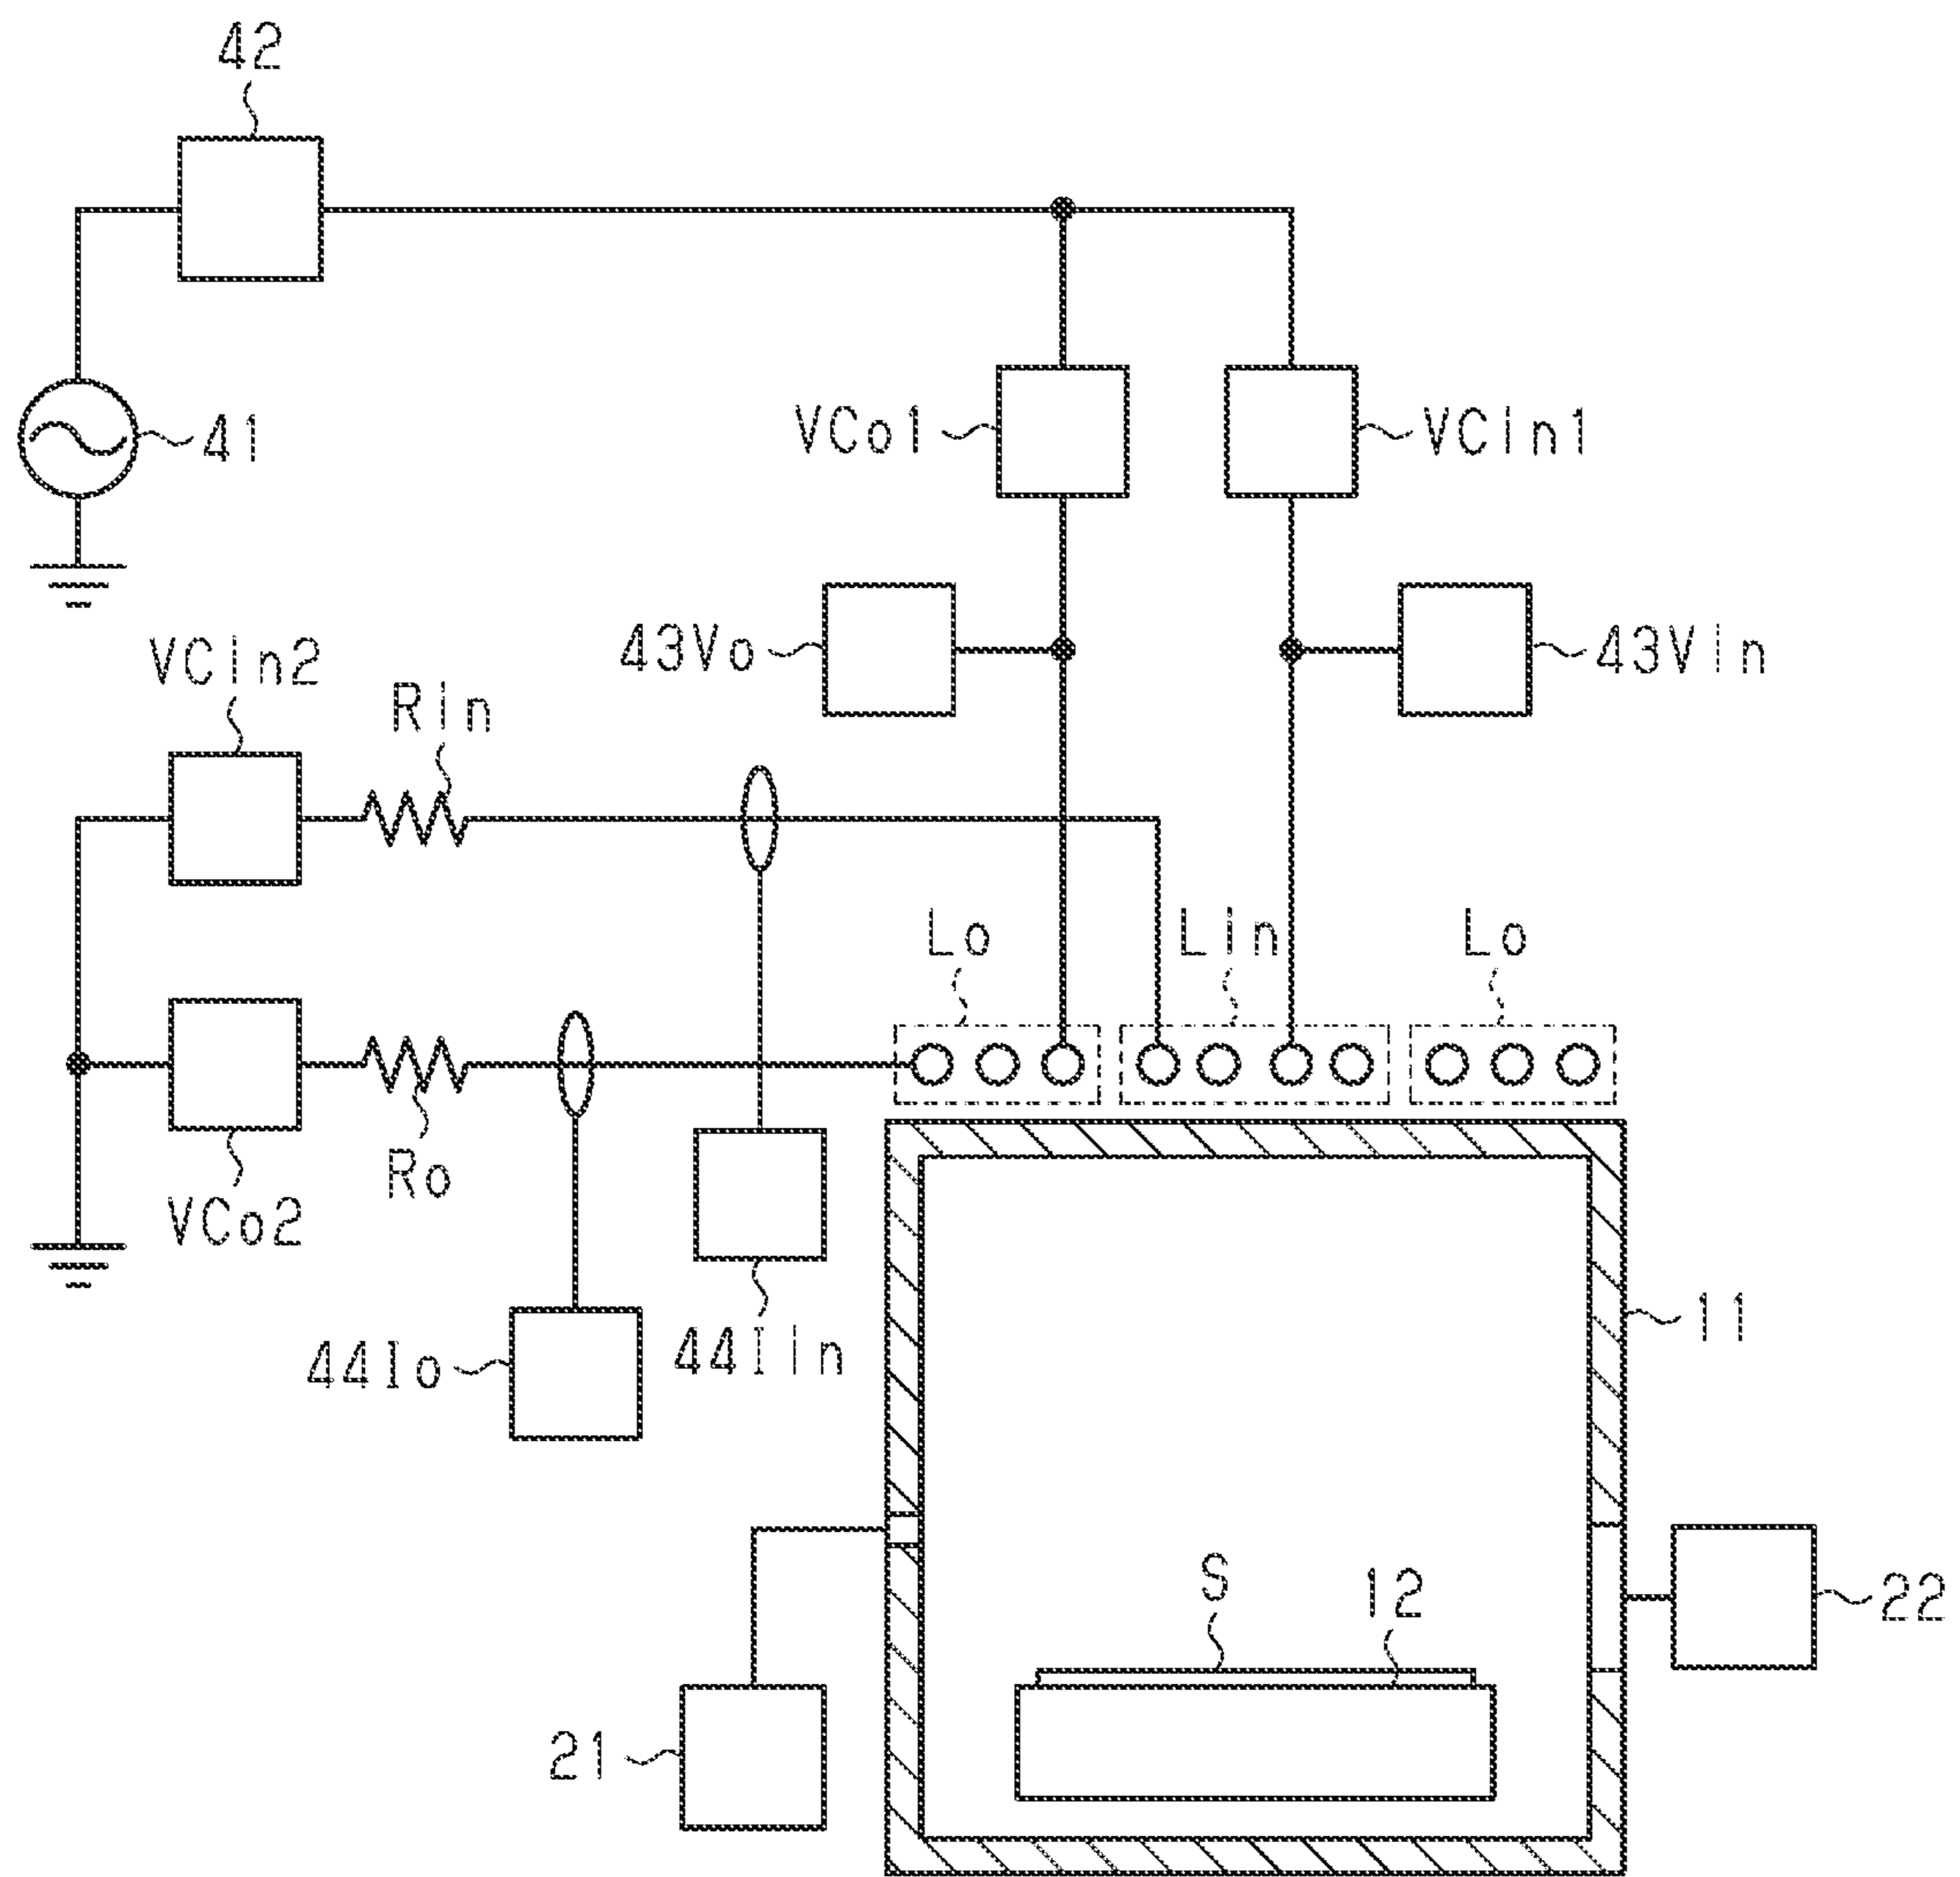 42
41
VCo1
VCin1
43Vo
43Vin
VCin2
Rin
Lo
Lin
Lo
Ro
VCo2
44Io
44Iin
11
S
12
22
21